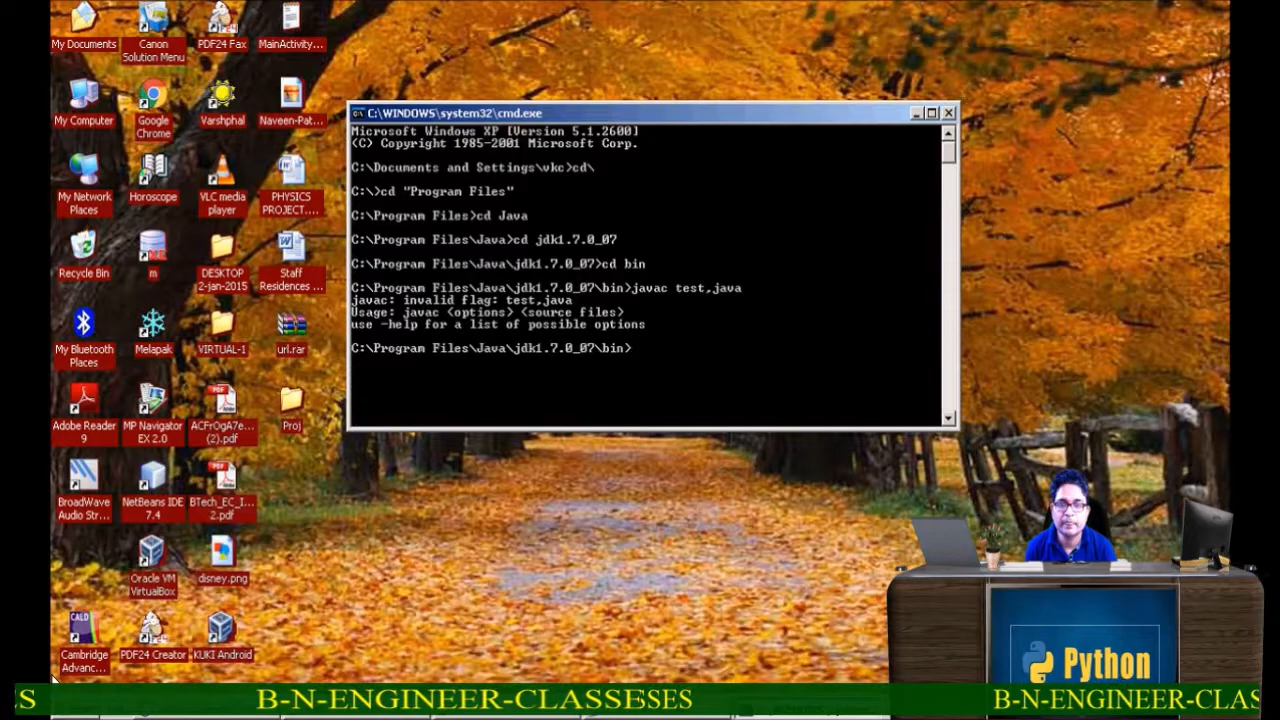 My Documents
Canon
Solution Menu
PDF24 Fax
MainActivity...
My Computer
Google
Chrome
Varshphal
Naveen-Pat...
My Network
Places
Horoscope
VLC media
player
PHYSICS
PROJECT....
Recycle Bin
m
DESKTOP
2-jan-2015
Staff
Residences ...
My Bluetooth
Places
Melapak
VIRTUAL-1
url.rar
Adobe Reader
9
MP Navigator
EX 2.0
ACFrOgA7e...
(2).pdf
Proj
BroadWave
Audio Str...
NetBeans IDE
7.4
BTech_EC_I...
2.pdf
Oracle VM
VirtualBox
disney.png
CALD
Cambridge
Advanc...
PDF24 Creator
KUKI Android
C:\WINDOWS\system32\cmd.exe
Microsoft Windows XP [Version 5.1.2600]
(C) Copyright 1985-2001 Microsoft Corp.
C:\Documents and Settings\vkc>cd\
C:\>cd "Program Files"
C:\Program Files>cd Java
C:\Program Files\Java>cd jdk1.7.0_07
C:\Program Files\Java\jdk1.7.0_07>cd bin
C:\Program Files\Java\jdk1.7.0_07\bin>javac test,java
javac: invalid flag: test,java
Usage: javac <options> <source files>
use -help for a list of possible options
C:\Program Files\Java\jdk1.7.0_07\bin>
Python
ES B-N-ENGINEER-CLASSESSES B-N-ENGINEER-CLAS